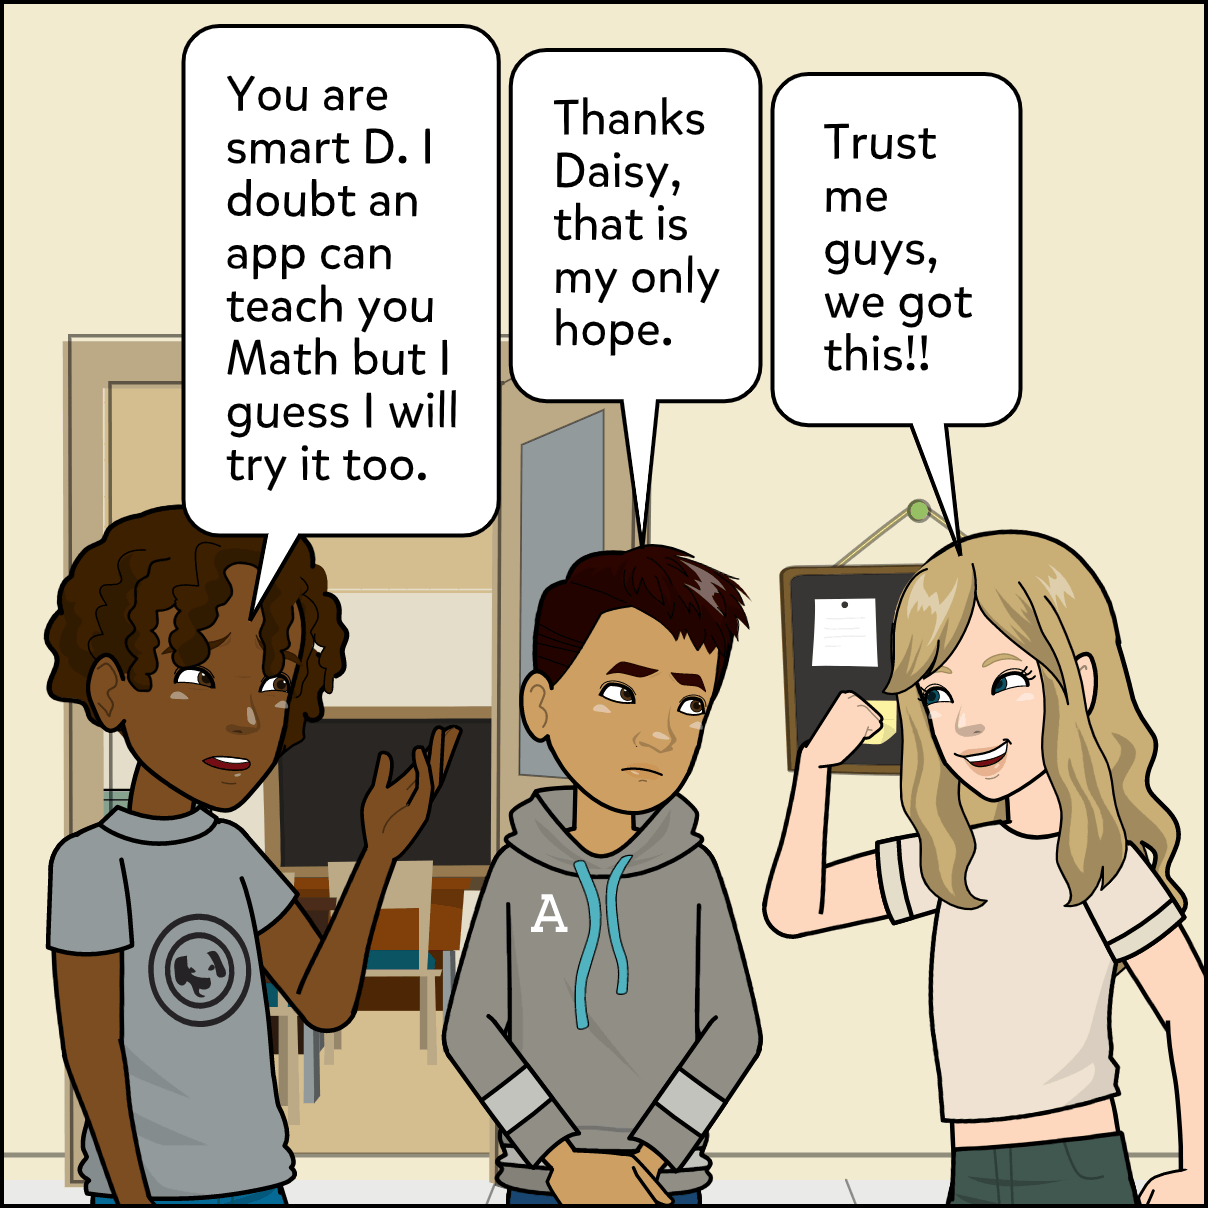 You are
smart D. I
doubt an
app can
teach you
Math but I
guess I will
try it too.
Thanks
Daisy,
that is
my only
hope.
Trust
me
guys,
we got
this!!
A